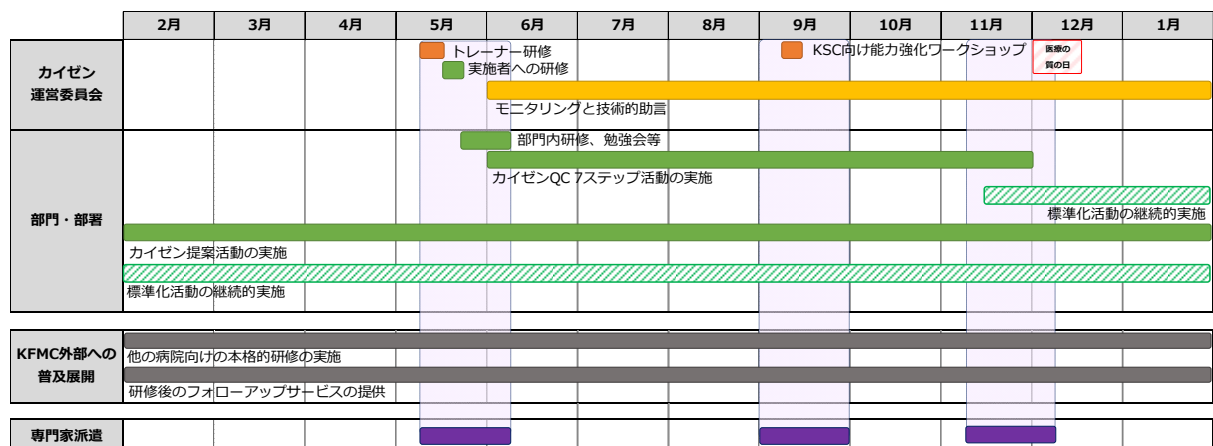 2月 3月 4月 5月 6月 7月 8月 9月 10月 11月 12月 1月
カイゼン
運営委員会
トレーナー研修
KSC向け能力強化ワークショップ
医療の
質の日
実施者への研修
モニタリングと技術的助言
部門・部署
部門内研修、勉強会等
カイゼンQC 7ステップ活動の実施
標準化活動の継続的実施
カイゼン提案活動の実施
標準化活動の継続的実施
KFMC外部への
普及展開
他の病院向けの本格的研修の実施
研修後のフォローアップサービスの提供
専門家派遣